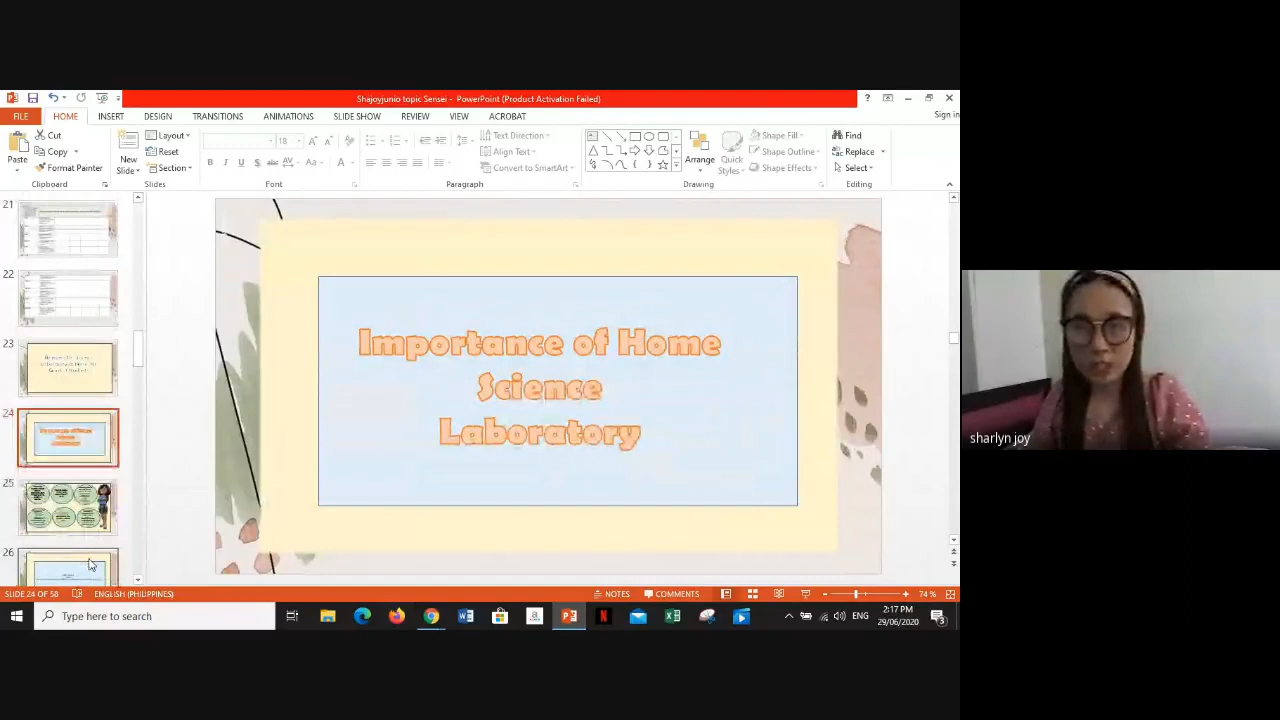 Shajoyjunio topic Sensei - PowerPoint (Product Activation Failed)
FILE HOME INSERT DESIGN TRANSITIONS ANIMATIONS SLIDE SHOW REVIEW VIEW ACROBAT Sign in
Cut
Copy
Format Painter
Paste
Clipboard
New
Slide
Layout
Reset
Section
Slides
18
Font
Text Direction
Align Text
Convert to SmartArt
Paragraph
Arrange
Quick
Styles
Shape Fill
Shape Outline
Shape Effects
Drawing
Find
Replace
Select
Editing
21
22
23
24
25
26
Importance of Home
Science
Laboratory
sharlyn joy
SLIDE 24 OF 58 ENGLISH (PHILIPPINES) NOTES COMMENTS 74 %
Type here to search
ENG
2:17 PM
29/06/2020
3